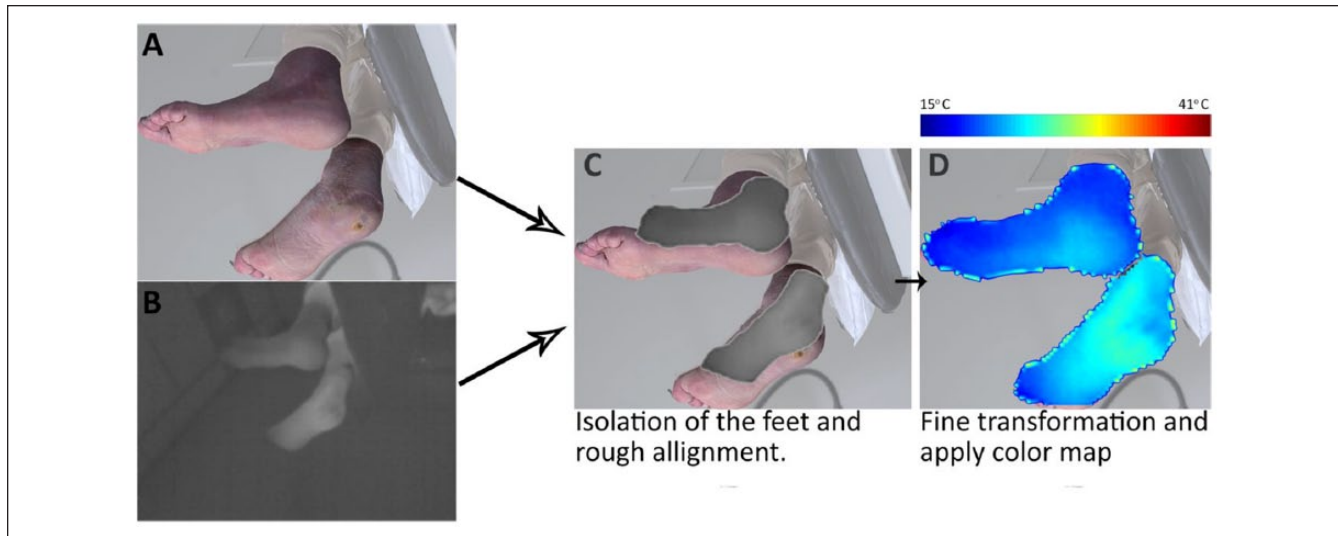 A
B
15°C 41°C
C
D
Isolation of the feet and
rough allignment.
Fine transformation and
apply color map